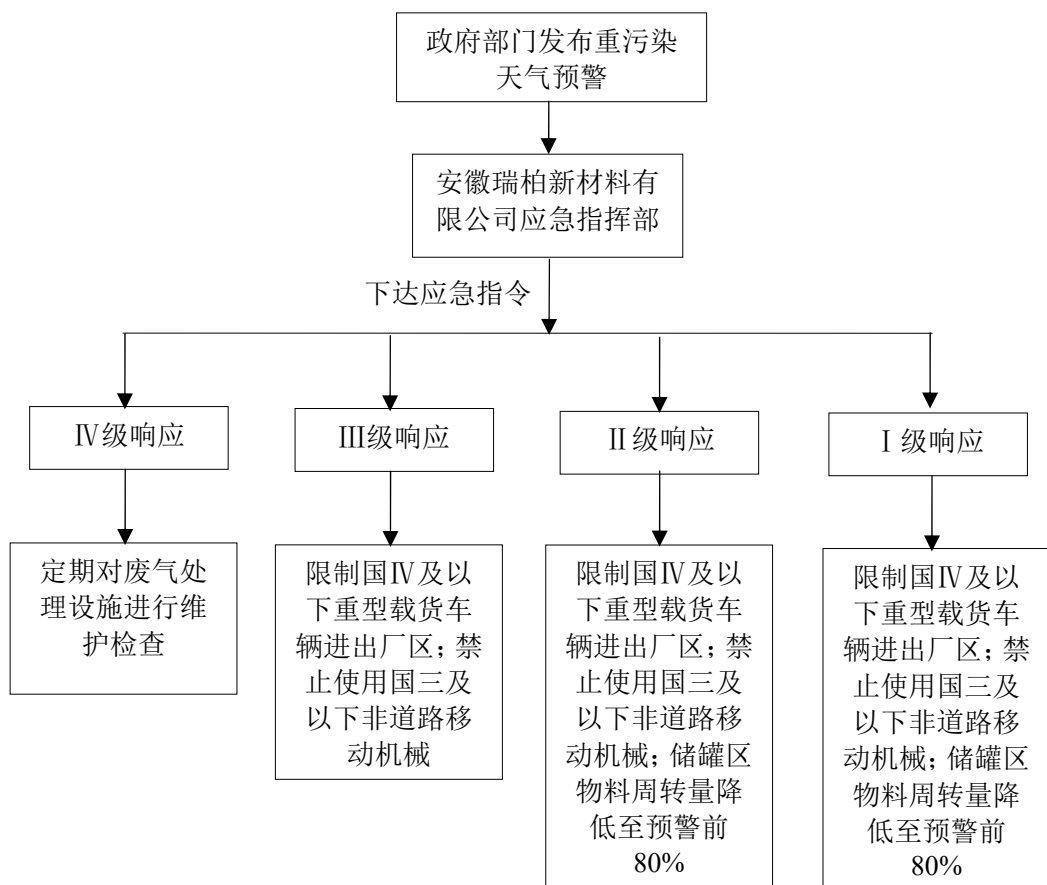 政府部门发布重污染
天气预警
安徽瑞柏新材料有
限公司应急指挥部
下达应急指令
Ⅳ级响应
Ⅲ级响应
Ⅱ级响应
Ⅰ级响应
定期对废气处
理设施进行维
护检查
限制国Ⅳ及以
下重型载货车
辆进出厂区；禁
止使用国三及
以下非道路移
动机械
限制国Ⅳ及以
下重型载货车
辆进出厂区；禁
止使用国三及
以下非道路移
动机械；储罐区
物料周转量降
低至预警前
80%
限制国Ⅳ及以
下重型载货车
辆进出厂区；禁
止使用国三及
以下非道路移
动机械；储罐区
物料周转量降
低至预警前
80%